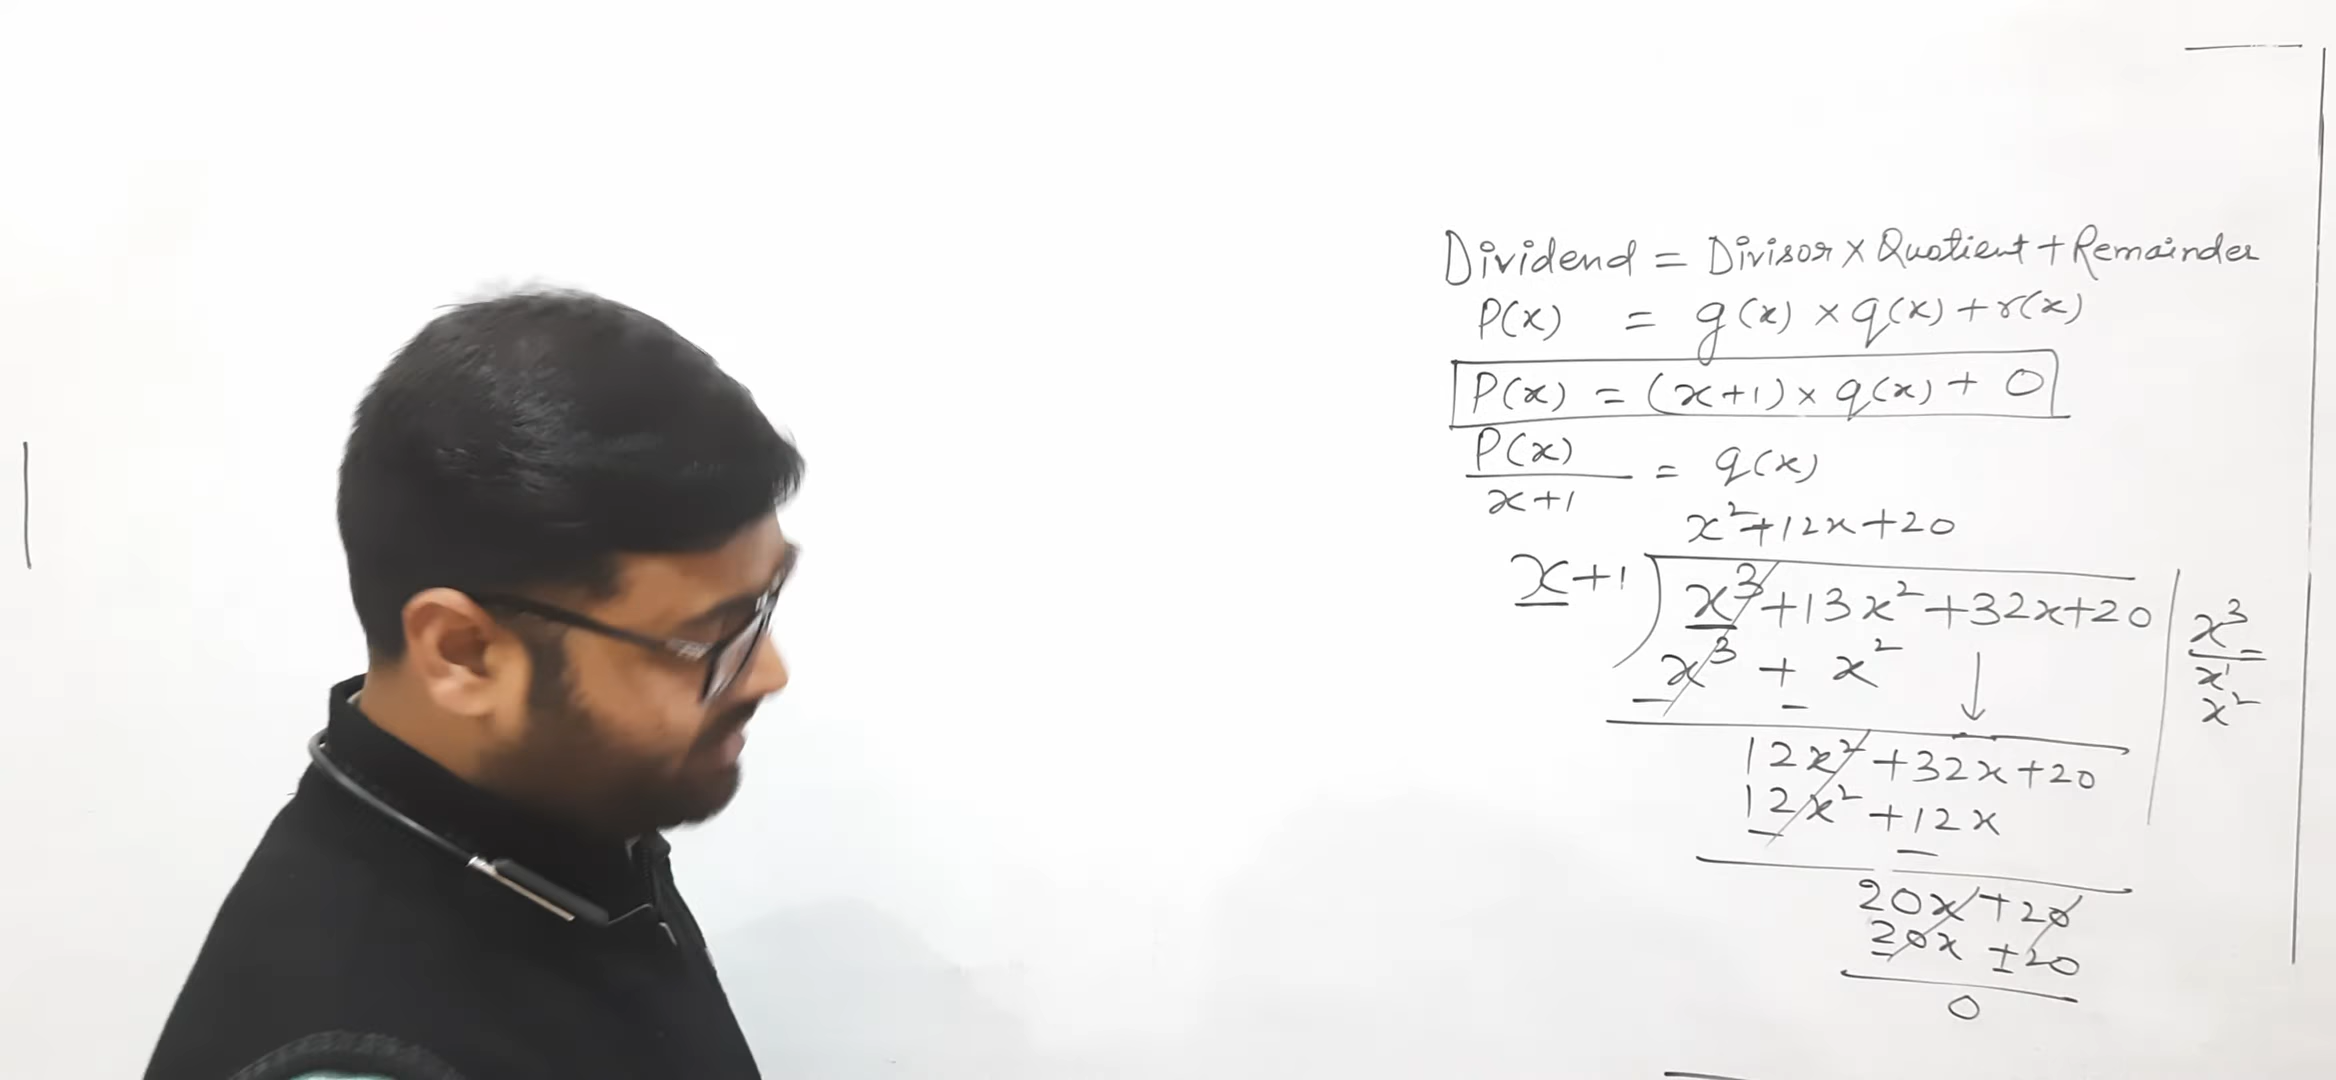 Dividend = Divisor × Quotient + Remainder
P(x) = g(x) × q(x) + r(x)
P(x) = (x+1) × q(x) + 0
P(x)
x+1
= q(x)
x²+12x+20
x+1
x³+13x²+32x+20
x³ + x²
12x²+32x+20
12x²+12x
20x+20
20x+20
0
x³
x¹
=
x²